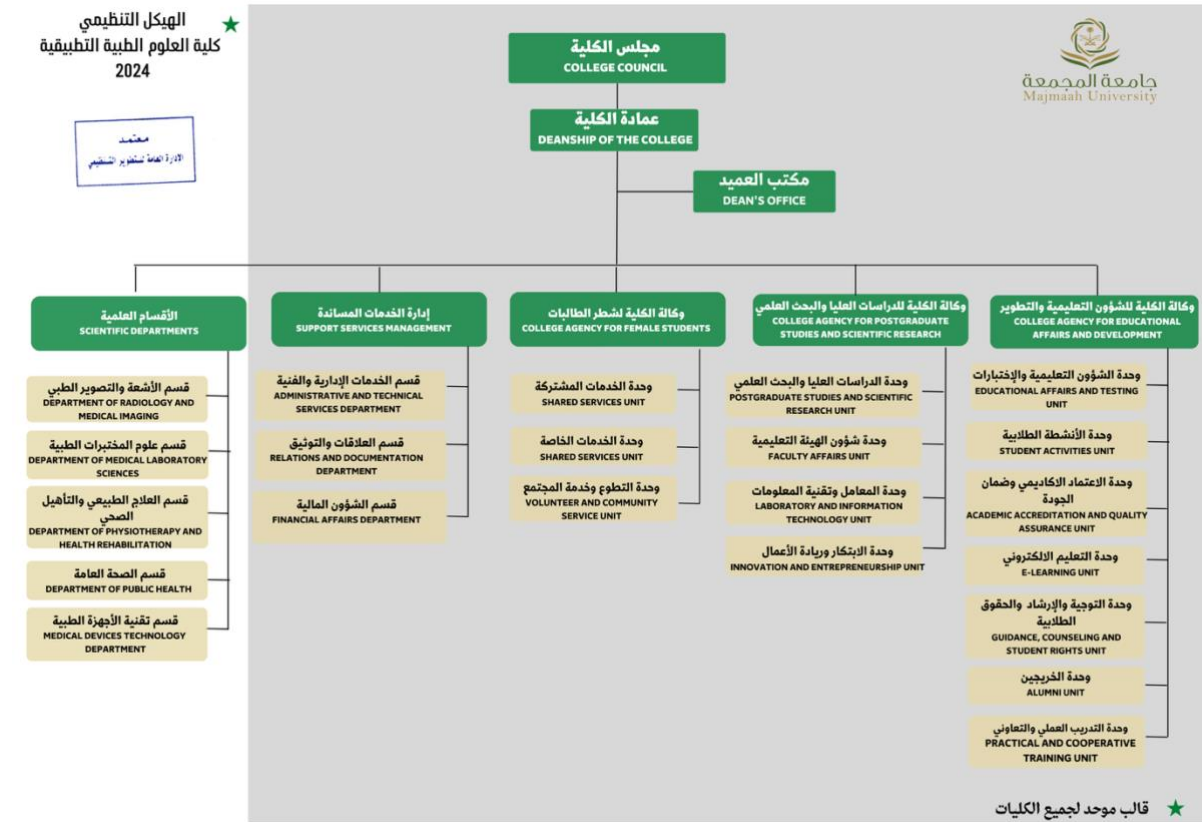 الهيكل التنظيمي
كلية العلوم الطبية التطبيقية
2024
معتمد
الإدارة العامة للتطوير التنظيمي
جامعة المجمعة
Majmaah University
مجلس الكلية
COLLEGE COUNCIL
عمادة الكلية
DEANSHIP OF THE COLLEGE
مكتب العميد
DEAN'S OFFICE
وكالة الكلية للشؤون التعليمية والتطوير
COLLEGE AGENCY FOR EDUCATIONAL
AFFAIRS AND DEVELOPMENT
وحدة الشؤون التعليمية والإختبارات
EDUCATIONAL AFFAIRS AND TESTING
UNIT
وحدة الأنشطة الطلابية
STUDENT ACTIVITIES UNIT
وحدة الاعتماد الاكاديمي وضمان
الجودة
ACADEMIC ACCREDITATION AND QUALITY
ASSURANCE UNIT
وحدة التعليم الالكتروني
E-LEARNING UNIT
وحدة التوجية والإرشاد والحقوق
الطلابية
GUIDANCE, COUNSELING AND
STUDENT RIGHTS UNIT
وحدة الخريجين
ALUMNI UNIT
وحدة التدريب العملي والتعاوني
PRACTICAL AND COOPERATIVE
TRAINING UNIT
وكالة الكلية للدراسات العليا والبحث العلمي
COLLEGE AGENCY FOR POSTGRADUATE
STUDIES AND SCIENTIFIC RESEARCH
وحدة الدراسات العليا والبحث العلمي
POSTGRADUATE STUDIES AND SCIENTIFIC
RESEARCH UNIT
وحدة شؤون الهيئة التعليمية
FACULTY AFFAIRS UNIT
وحدة المعامل وتقنية المعلومات
LABORATORY AND INFORMATION
TECHNOLOGY UNIT
وحدة الابتكار وريادة الأعمال
INNOVATION AND ENTREPRENEURSHIP UNIT
وكالة الكلية لشطر الطالبات
COLLEGE AGENCY FOR FEMALE STUDENTS
وحدة الخدمات المشتركة
SHARED SERVICES UNIT
وحدة الخدمات الخاصة
SHARED SERVICES UNIT
وحدة التطوع وخدمة المجتمع
VOLUNTEER AND COMMUNITY
SERVICE UNIT
إدارة الخدمات المساندة
SUPPORT SERVICES MANAGEMENT
قسم الخدمات الإدارية والفنية
ADMINISTRATIVE AND TECHNICAL
SERVICES DEPARTMENT
قسم العلاقات والتوثيق
RELATIONS AND DOCUMENTATION
DEPARTMENT
قسم الشؤون المالية
FINANCIAL AFFAIRS DEPARTMENT
الأقسام العلمية
SCIENTIFIC DEPARTMENTS
قسم الأشعة والتصوير الطبي
DEPARTMENT OF RADIOLOGY AND
MEDICAL IMAGING
قسم علوم المختبرات الطبية
DEPARTMENT OF MEDICAL LABORATORY
SCIENCES
قسم العلاج الطبيعي والتأهيل
الصحي
DEPARTMENT OF PHYSIOTHERAPY AND
HEALTH REHABILITATION
قسم الصحة العامة
DEPARTMENT OF PUBLIC HEALTH
قسم تقنية الأجهزة الطبية
MEDICAL DEVICES TECHNOLOGY
DEPARTMENT
قالب موحد لجميع الكليات